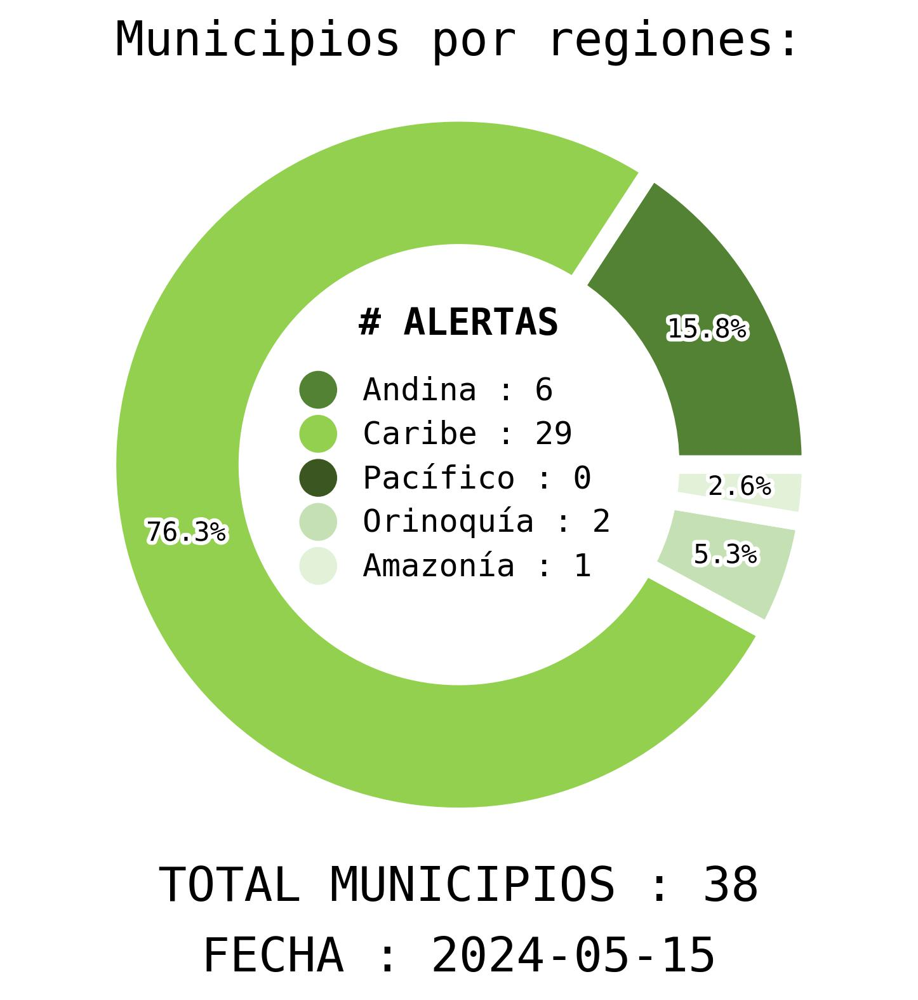 Municipios por regiones:
15.8%
# ALERTAS
Andina : 6
Caribe : 29
Pacífico : 0
Orinoquía : 2
Amazonía : 1
2.6%
76.3%
5.3%
TOTAL MUNICIPIOS : 38
FECHA : 2024-05-15